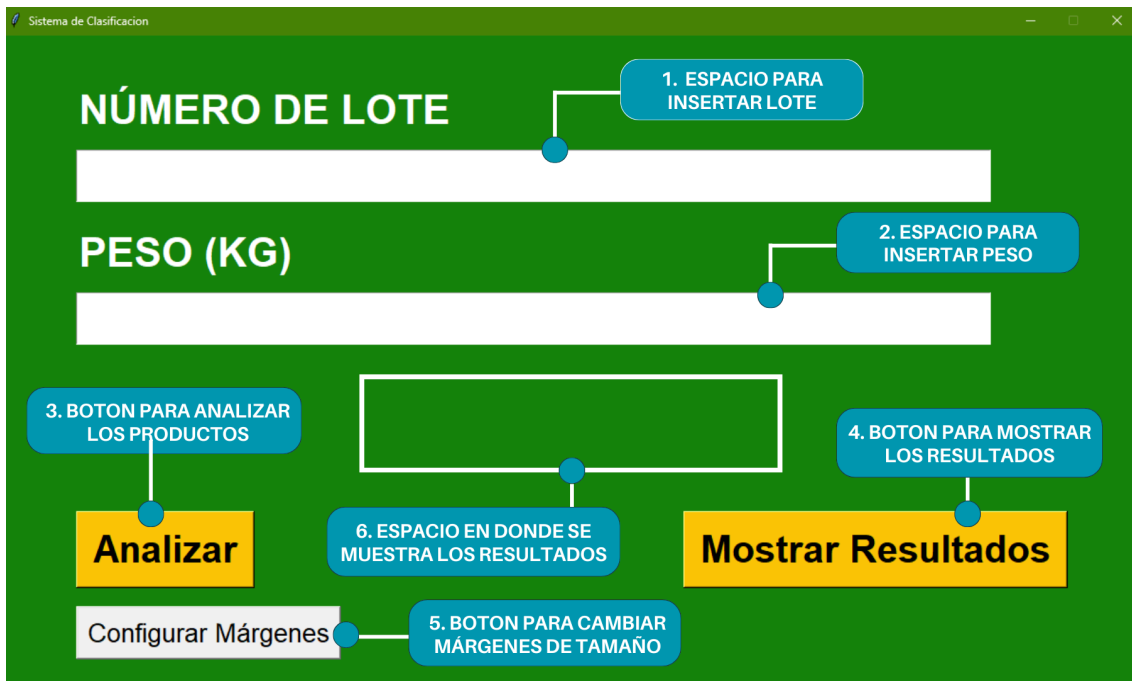 Sistema de Clasificacion
1. ESPACIO PARA
INSERTAR LOTE
NÚMERO DE LOTE
2. ESPACIO PARA
INSERTAR PESO
PESO (KG)
3. BOTON PARA ANALIZAR
LOS PRODUCTOS
4. BOTON PARA MOSTRAR
LOS RESULTADOS
6. ESPACIO EN DONDE SE
MUESTRA LOS RESULTADOS
Analizar
Mostrar Resultados
Configurar Márgenes
5. BOTON PARA CAMBIAR
MÁRGENES DE TAMAÑO